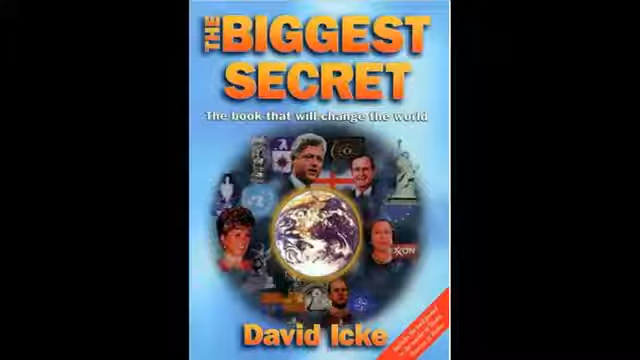 THE BIGGEST
SECRET
The book that will change the world
EXXON
David Icke